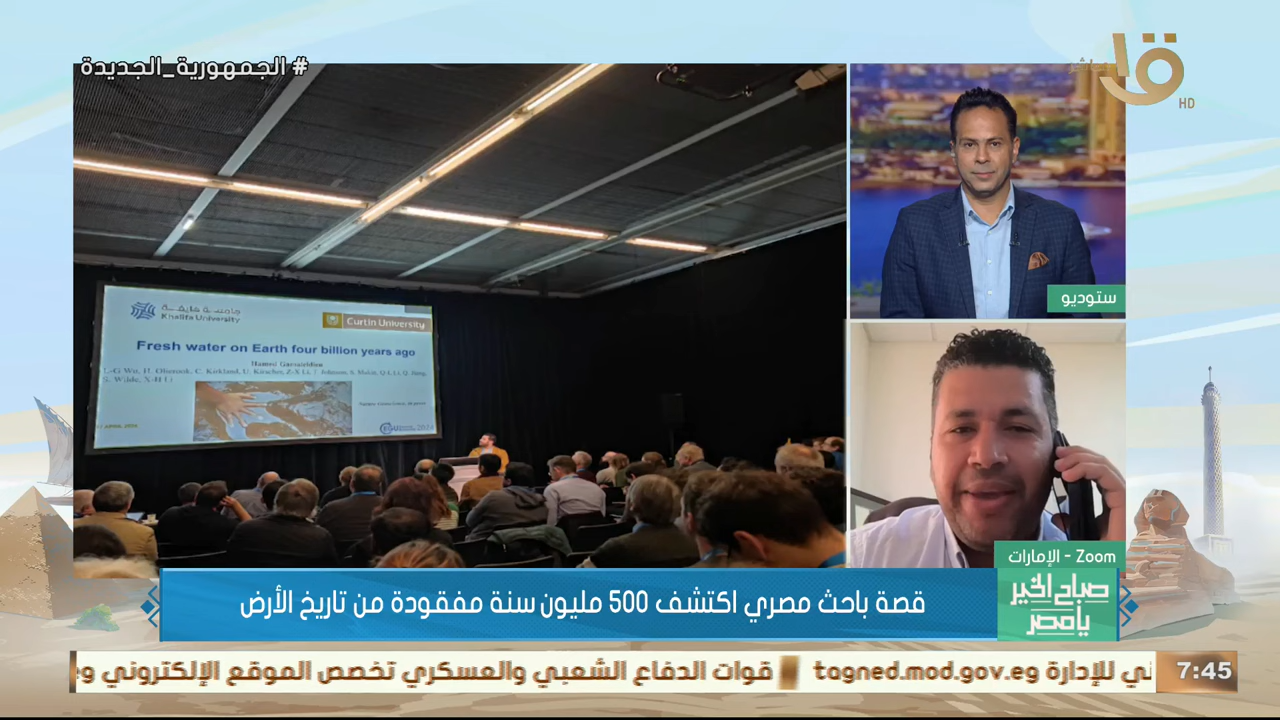 # الجمهورية_الجديدة
HD
جامعة خليفة
Khalifa University
Curtin University
Fresh water on Earth four billion years ago
ستوديو
Zoom - الإمارات
صباح الخير
يا مصر
قصة باحث مصري اكتشف 500 مليون سنة مفقودة من تاريخ الأرض
ني للإدارة tagned.mod.gov.eg
قوات الدفاع الشعبي والعسكري تخصص الموقع الإلكتروني و
7:45